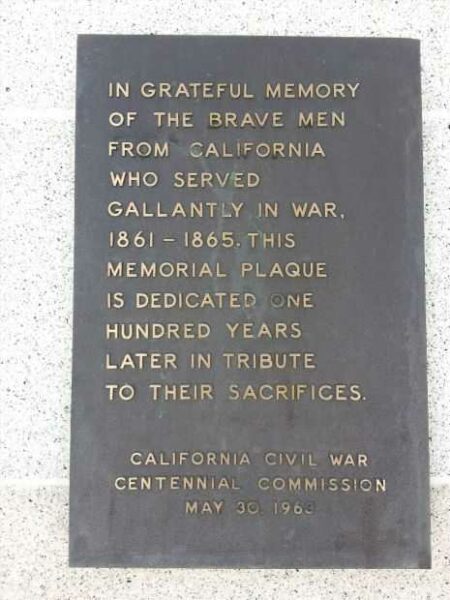 IN GRATEFUL MEMORY
OF THE BRAVE MEN
FROM CALIFORNIA
WHO SERVED
GALLANTLY IN WAR,
1861 – 1865. THIS
MEMORIAL PLAQUE
IS DEDICATED ONE
HUNDRED YEARS
LATER IN TRIBUTE
TO THEIR SACRIFICES.
CALIFORNIA CIVIL WAR
CENTENNIAL COMMISSION
MAY 30, 1963